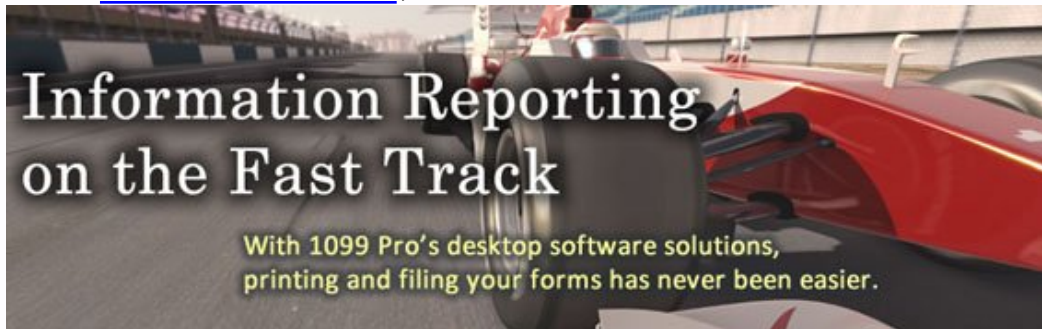 Information Reporting
on the Fast Track
With 1099 Pro's desktop software solutions,
printing and filing your forms has never been easier.